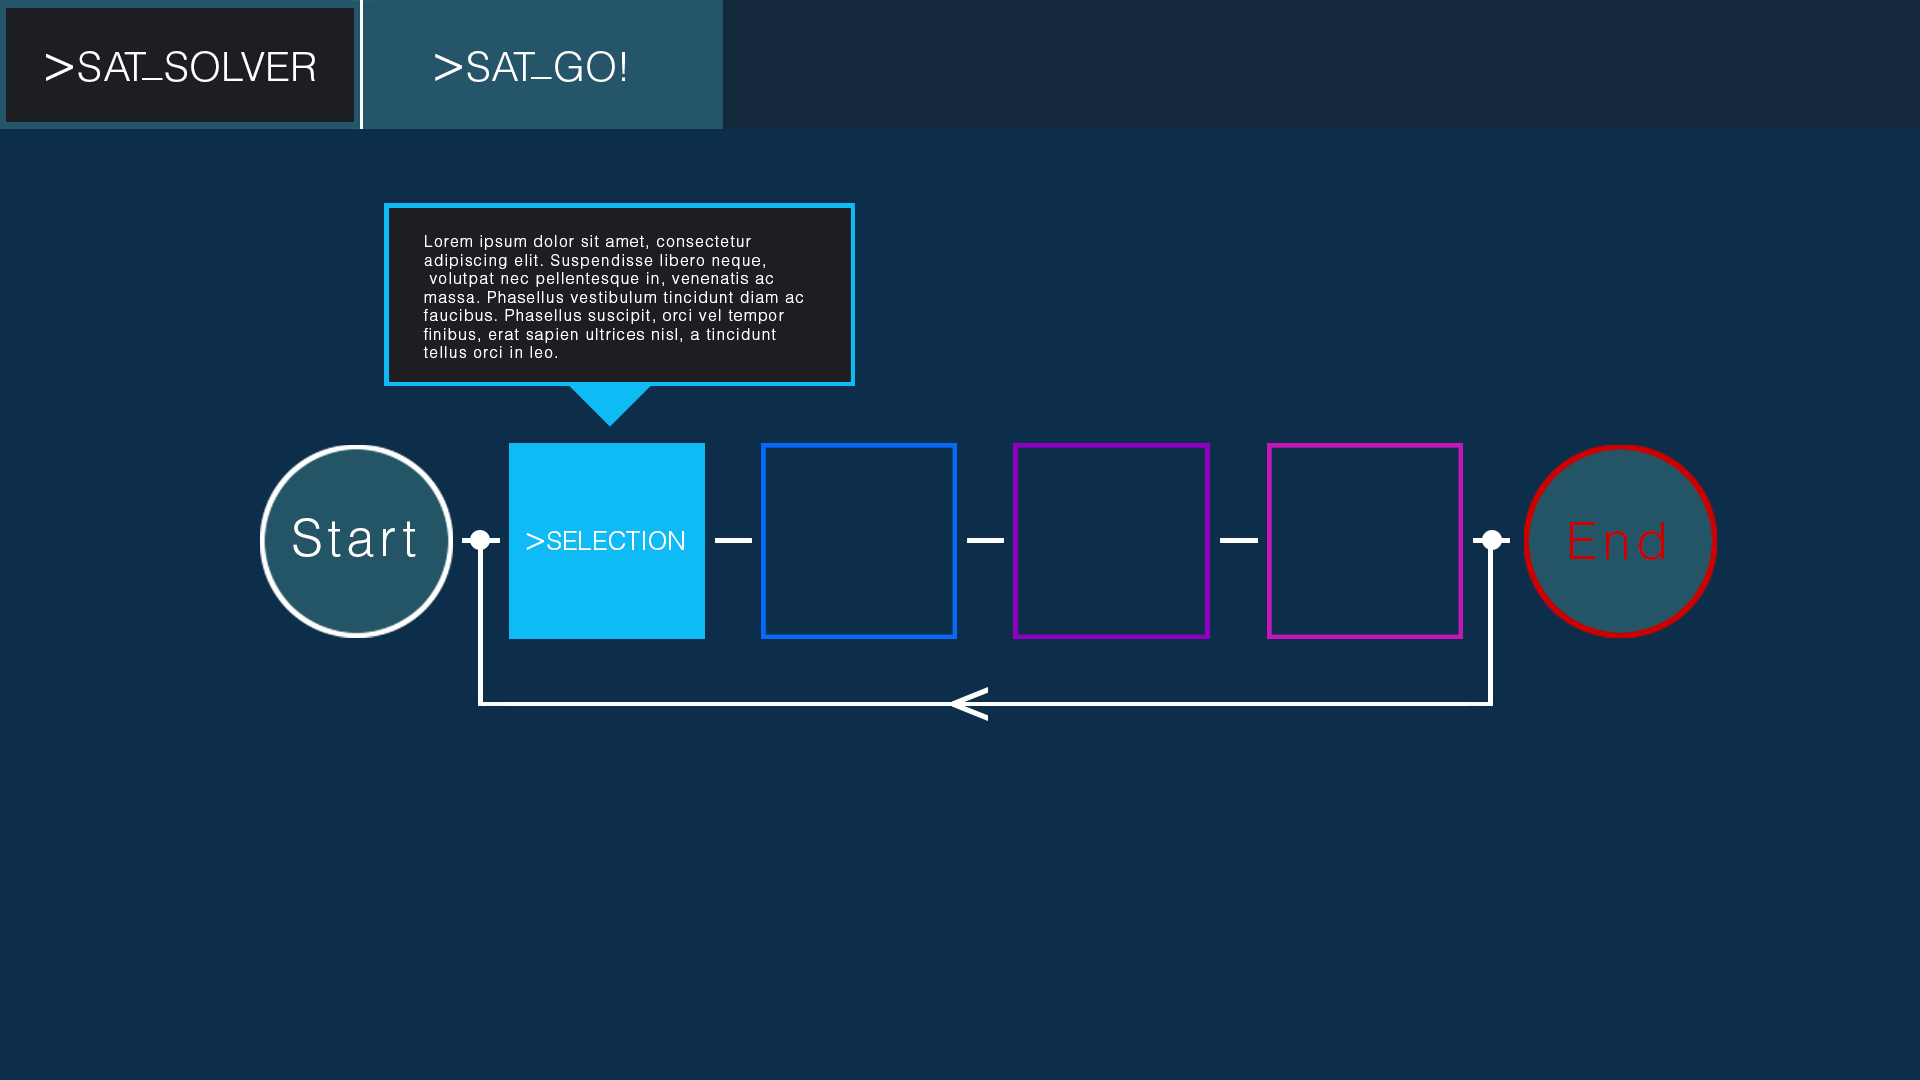 >SAT_SOLVER
>SAT_GO!
Lorem ipsum dolor sit amet, consectetur
adipiscing elit. Suspendisse libero neque,
volutpat nec pellentesque in, venenatis ac
massa. Phasellus vestibulum tincidunt diam ac
faucibus. Phasellus suscipit, orci vel tempor
finibus, erat sapien ultrices nisl, a tincidunt
tellus orci in leo.
Start
>SELECTION
End